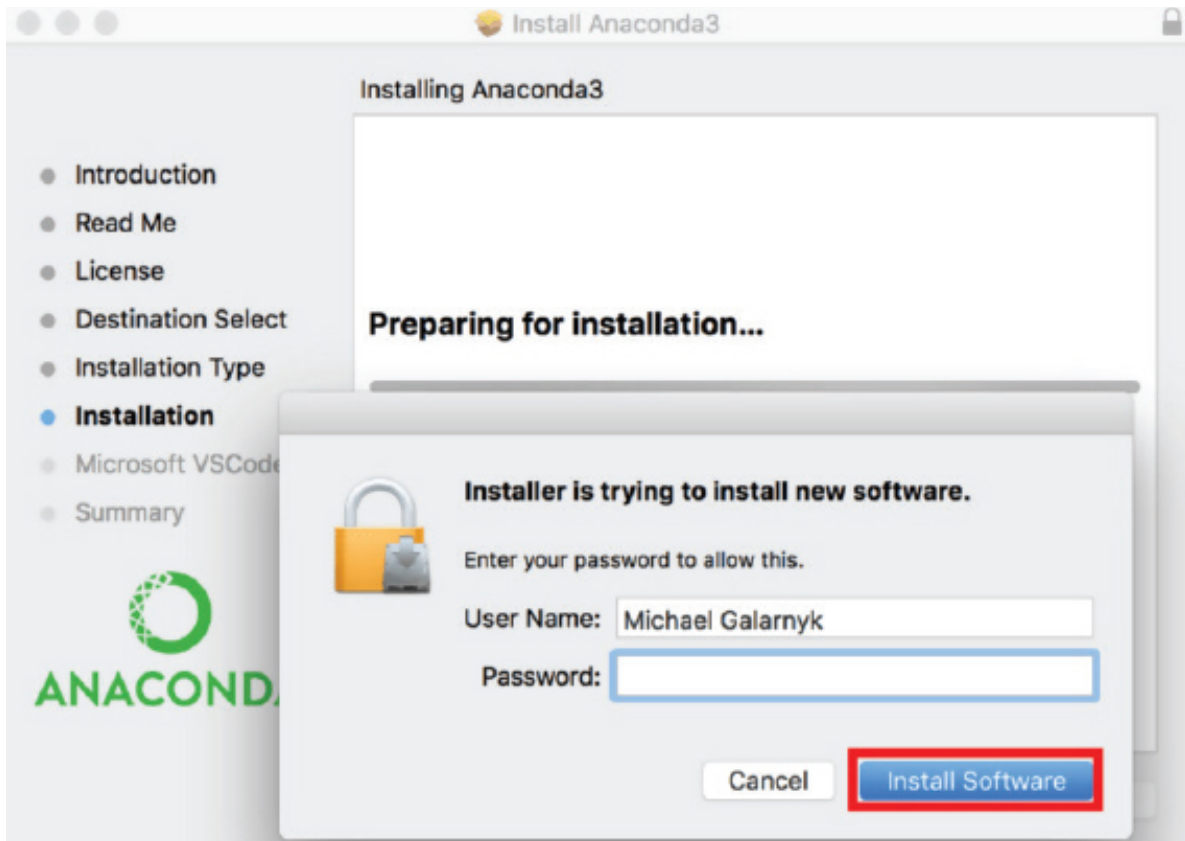 Install Anaconda3
Installing Anaconda3
Introduction
Read Me
License
Destination Select
Installation Type
Installation
Microsoft VSCode
Summary
Preparing for installation...
ANACOND
Installer is trying to install new software.
Enter your password to allow this.
User Name: Michael Galarnyk
Password:
Cancel
Install Software